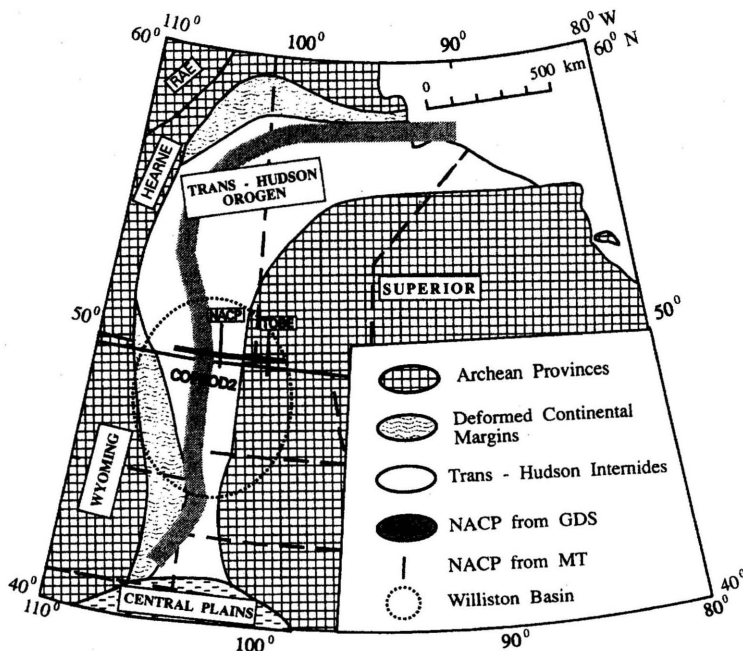 110°
100°
90°
80° W
60°
60° N
0 500 km
RAE
HEARNE
TRANS - HUDSON
OROGEN
SUPERIOR
50°
50°
NACP
TOBE
WYOMING
Archean Provinces
Deformed Continental
Margins
Trans - Hudson Internides
NACP from GDS
NACP from MT
Williston Basin
CENTRAL PLAINS
40°
40°
110°
100°
90°
80°